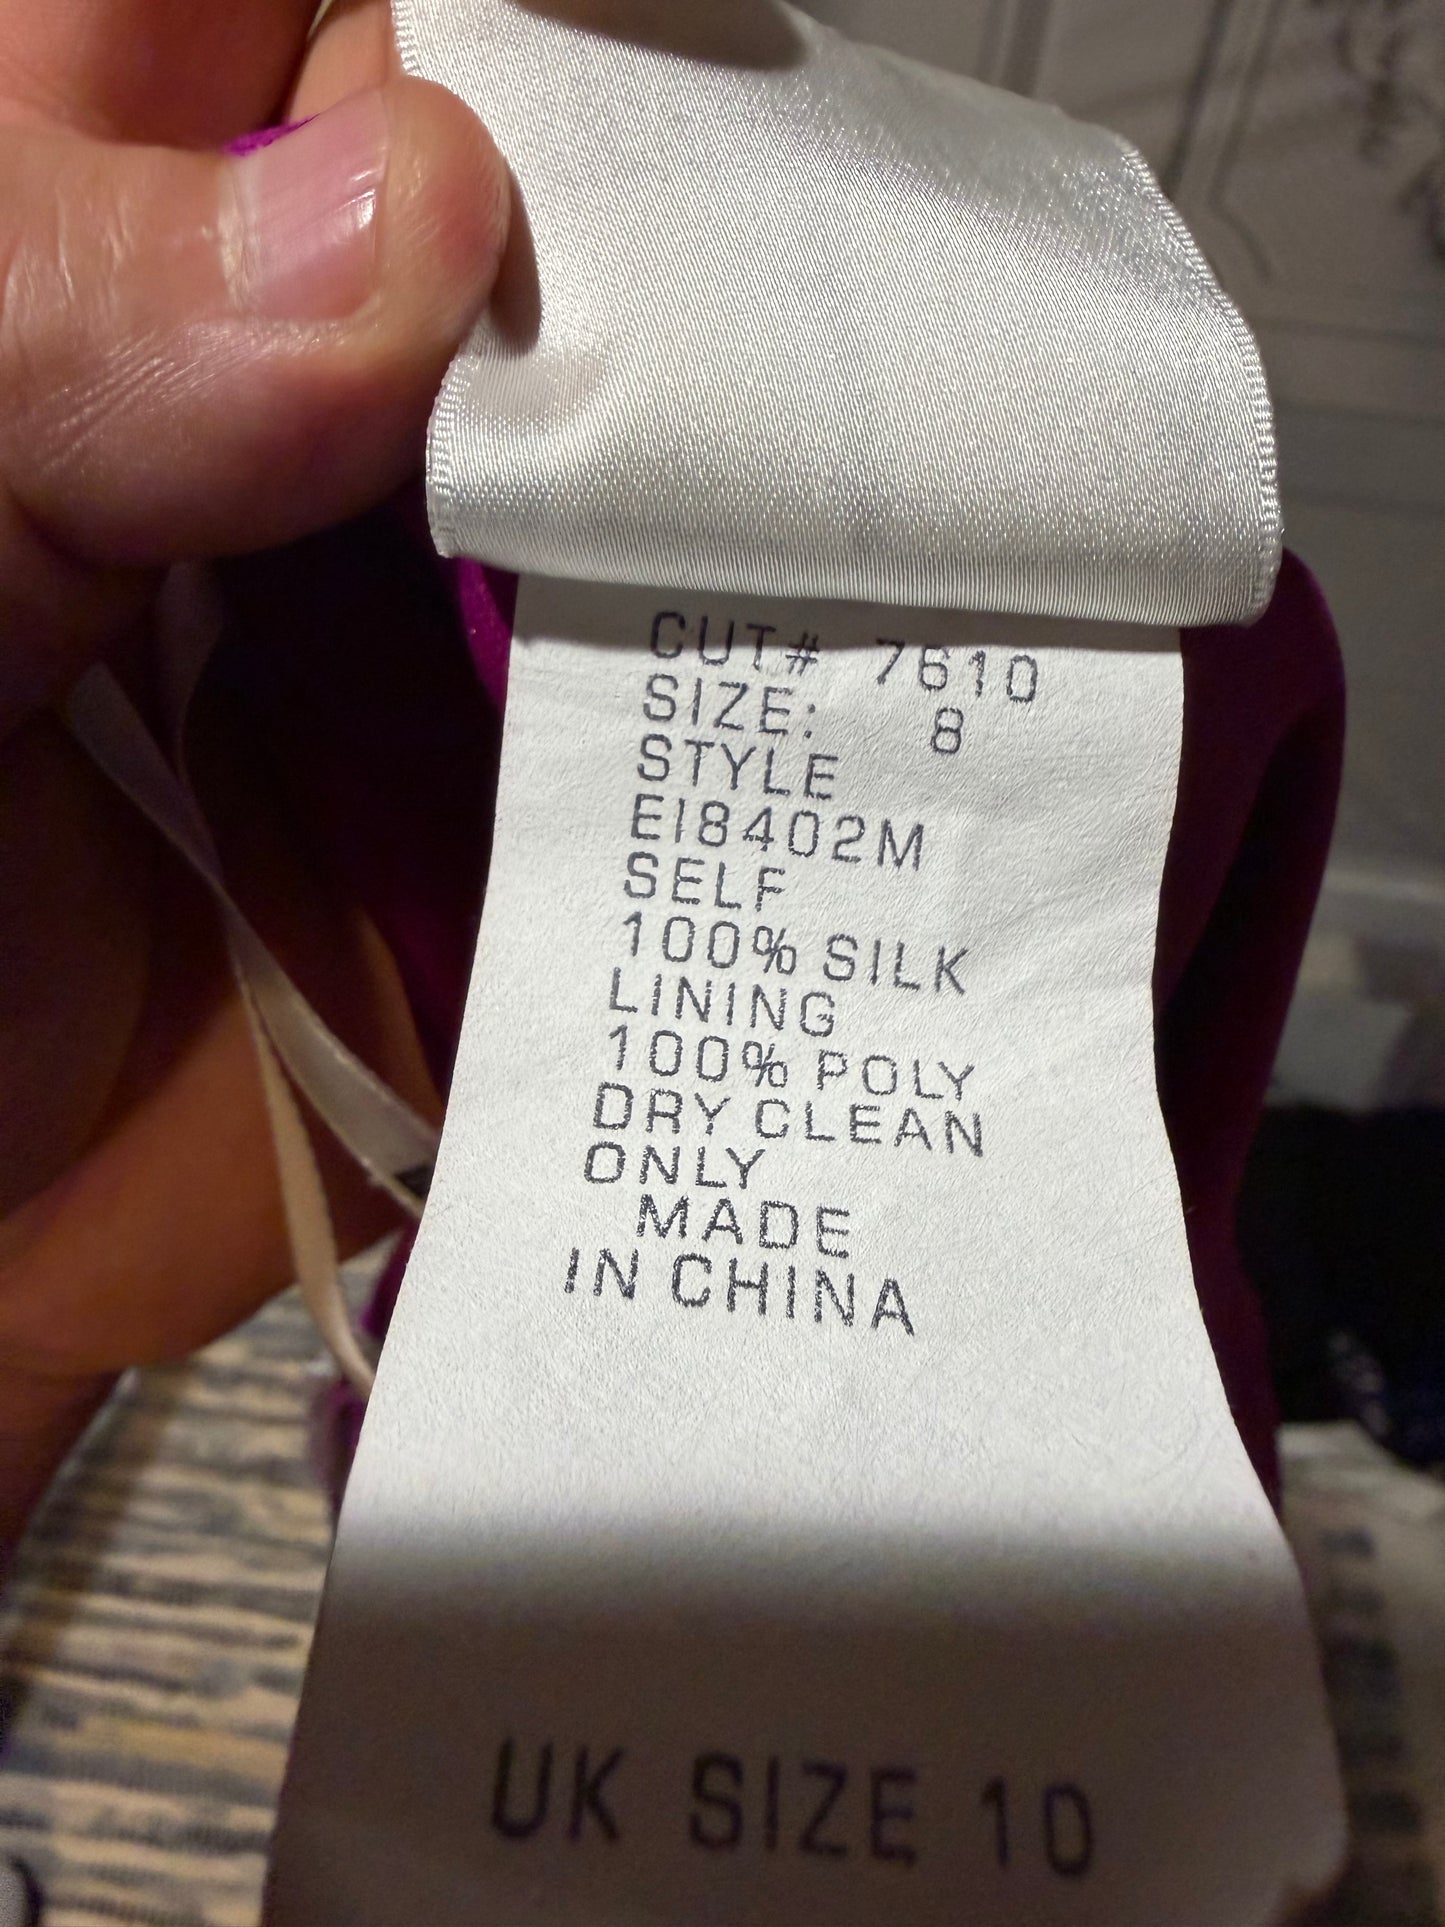 CUT# 7610
SIZE: 8
STYLE
EI8402M
SELF
100% SILK
LINING
100% POLY
DRY CLEAN
ONLY
MADE
IN CHINA
UK SIZE 10